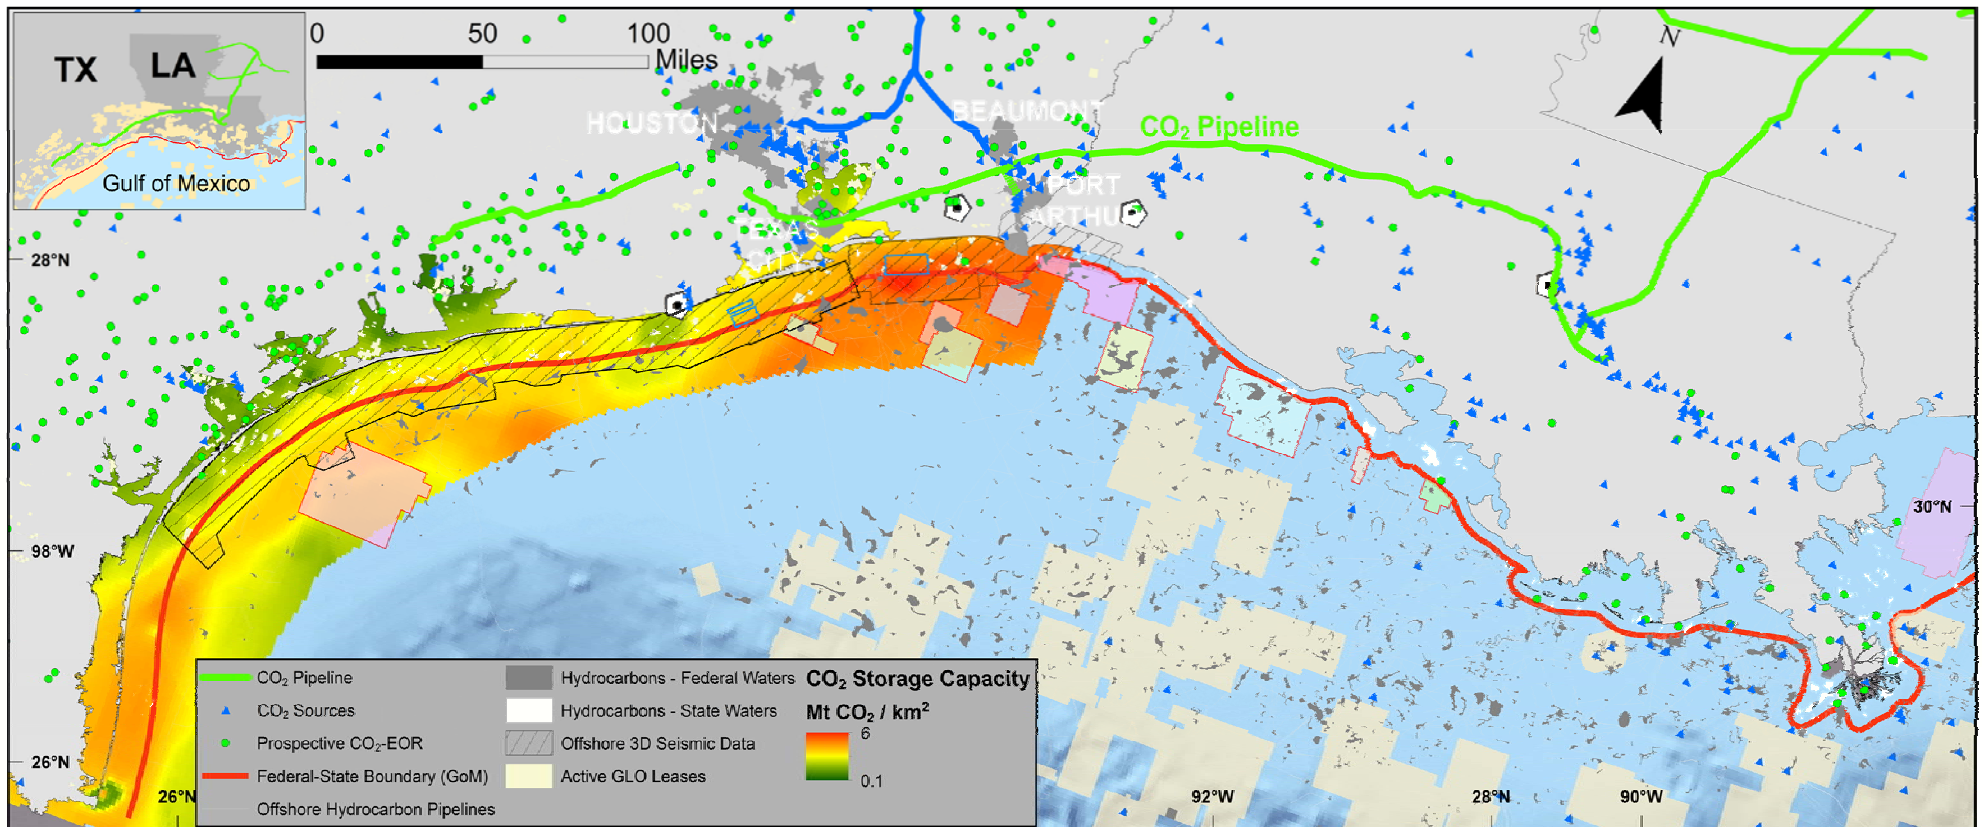 TX
LA
Gulf of Mexico
0 50 100
Miles
N
HOUSTON
BEAUMONT
CO₂ Pipeline
PORT
ARTHU
TEXAS
CITY
28°N
98°W
26°N
26°N
30°N
92°W
28°N
90°W
CO₂ Pipeline
CO₂ Sources
Prospective CO₂-EOR
Federal-State Boundary (GoM)
Offshore Hydrocarbon Pipelines
Hydrocarbons - Federal Waters
Hydrocarbons - State Waters
Offshore 3D Seismic Data
Active GLO Leases
CO₂ Storage Capacity
Mt CO₂ / km²
6
0.1